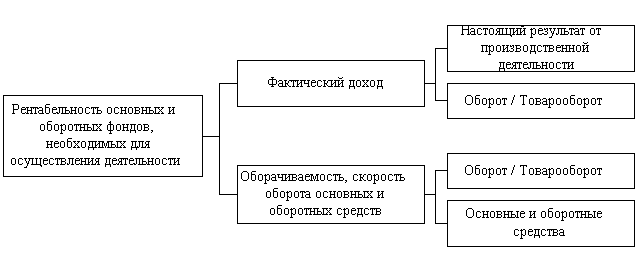 Рентабельность основных и
оборотных фондов,
необходимых для
осуществления деятельности
Фактический доход
Настоящий результат от
производственной
деятельности
Оборот / Товарооборот
Оборачиваемость, скорость
оборота основных и
оборотных средств
Оборот / Товарооборот
Основные и оборотные
средства